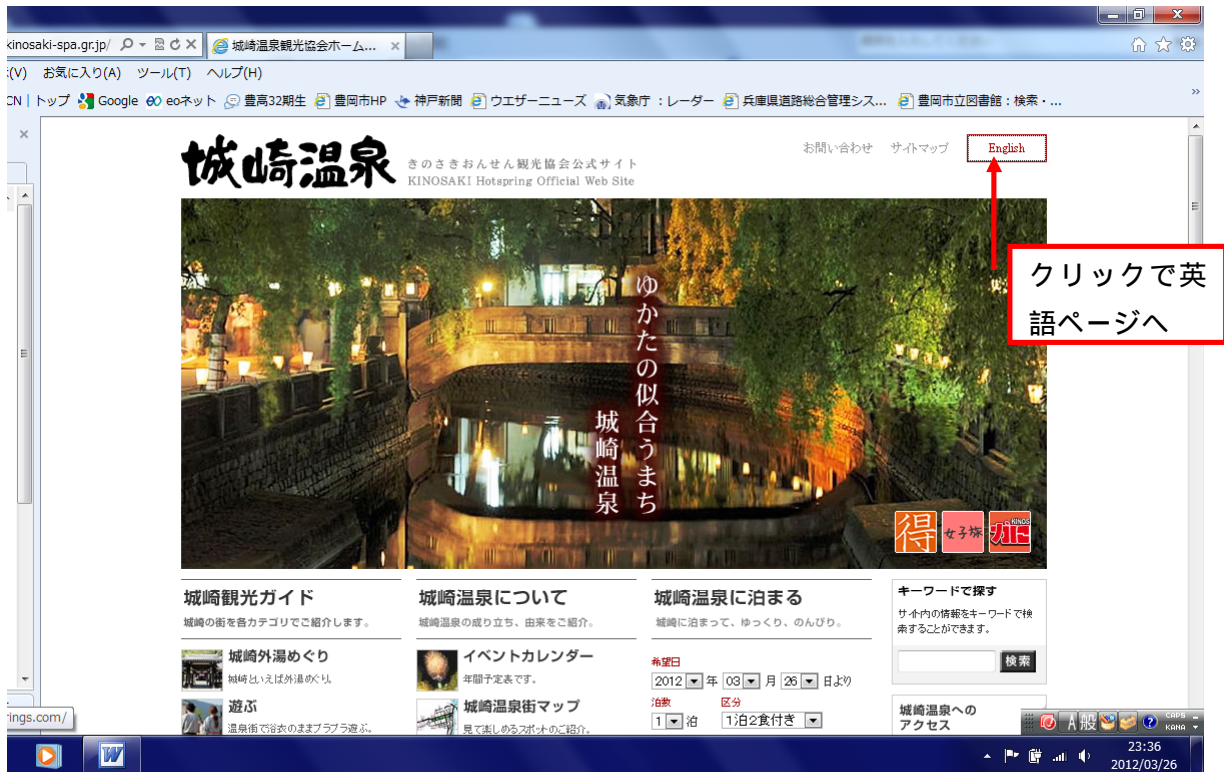 kinosaki-spa.gr.jp/
城崎温泉観光協会ホーム...
(V) お気に入り(A) ツール(T) ヘルプ(H)
CN
トップ
Google
eoネット
豊高32期生
豊岡市HP
神戸新聞
ウエザーニューズ
気象庁 : レーダー
兵庫県道路総合管理シス...
豊岡市立図書館 : 検索・...
城崎温泉
きのさきおんせん観光協会公式サイト
KINOSAKI Hotspring Official Web Site
お問い合わせ サイトマップ English
クリックで英
語ページへ
ゆかたの似合うまち
城崎温泉
得
女子旅
KINOS
かに
城崎観光ガイド
城崎の街を各カテゴリでご紹介します。
城崎外湯めぐり
城崎といえば外湯めぐり。
遊ぶ
温泉街で浴衣のままブラブラ遊ぶ。
城崎温泉について
城崎温泉の成り立ち、由来をご紹介。
イベントカレンダー
年間予定表です。
城崎温泉街マップ
見て楽しめるスポットのご紹介。
城崎温泉に泊まる
城崎に泊まって、ゆっくり、のんびり。
希望日
2012 年 03 月 26 日より
泊数 区分
1 泊 1泊2食付き
キーワードで探す
サイト内の情報をキーワードで検
索することができます。
検索
城崎温泉への
アクセス
rings.com/
A 般
CAPS
KANA
23:36
2012/03/26